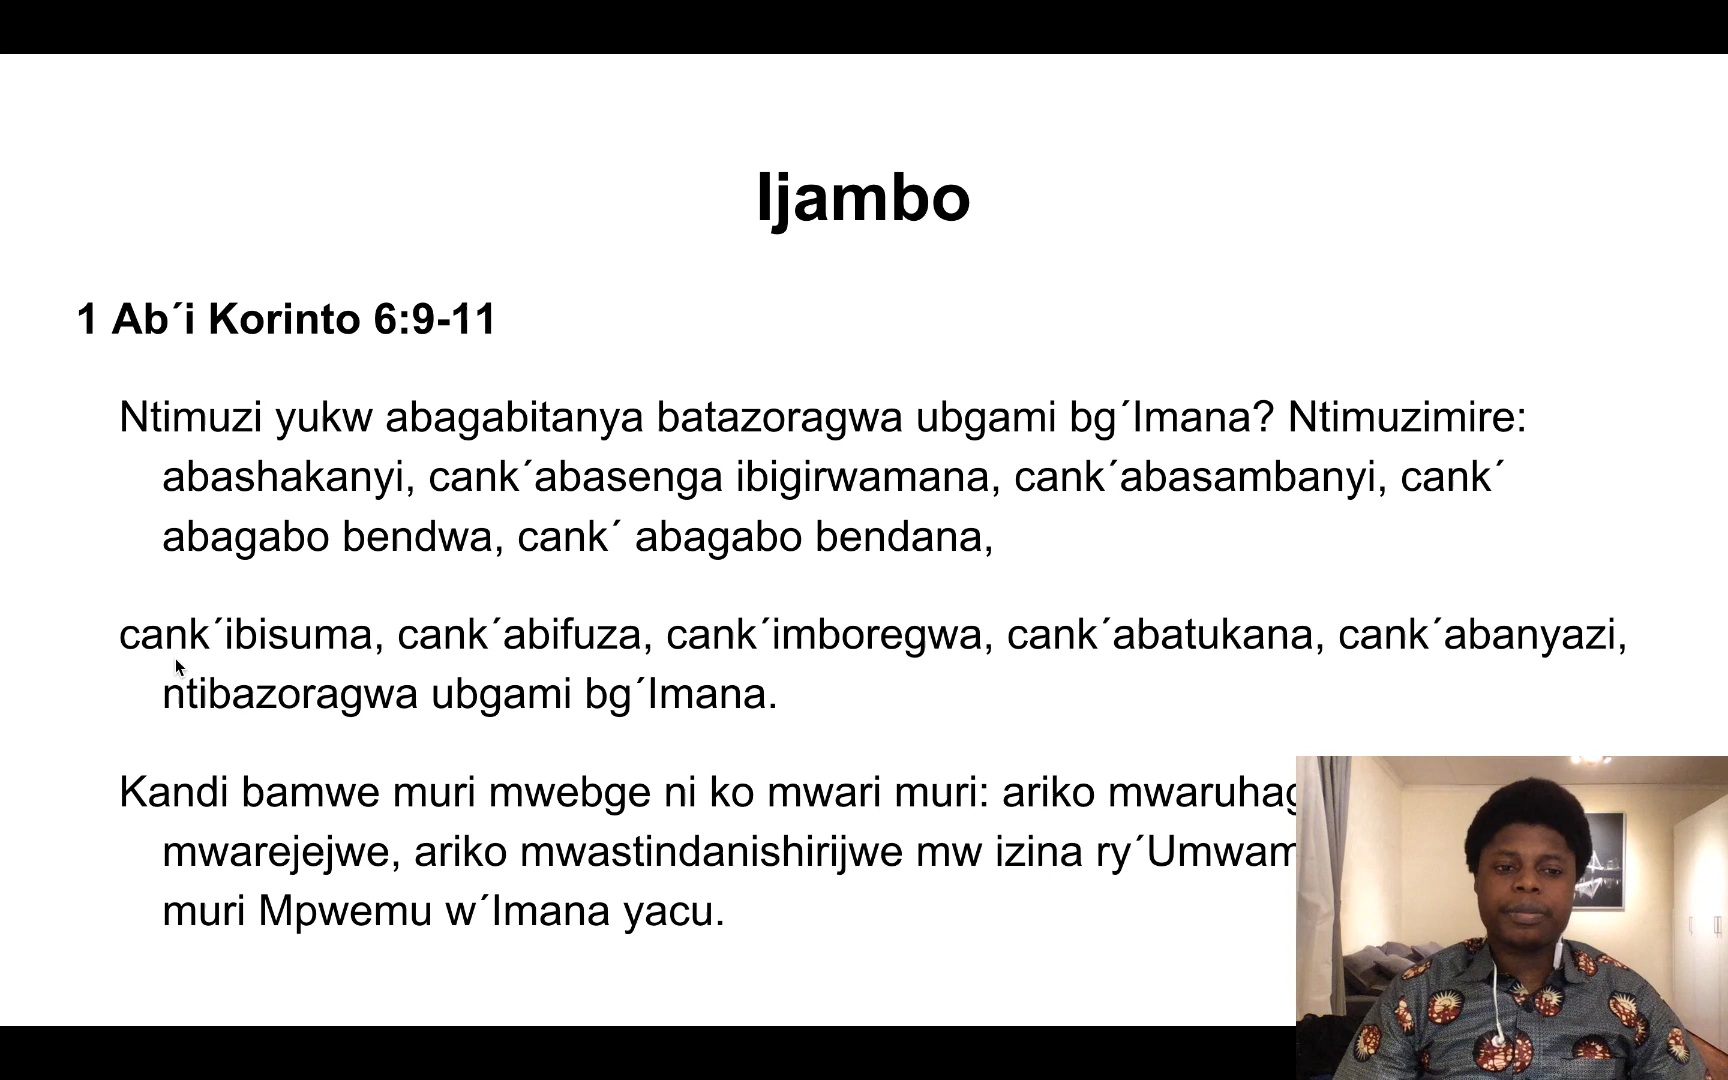 Ijambo
1 Ab´i Korinto 6:9-11
Ntimuzi yukw abagabitanya batazoragwa ubgami bg´Imana? Ntimuzimire:
abashakanyi, cank´abasenga ibigirwamana, cank´abasambanyi, cank´
abagabo bendwa, cank´ abagabo bendana,
cank´ibisuma, cank´abifuza, cank´imboregwa, cank´abatukana, cank´abanyazi,
ntibazoragwa ubgami bg´Imana.
Kandi bamwe muri mwebge ni ko mwari muri: ariko
mwarejejwe, ariko mwastindanishirijwe mw izina
muri Mpwemu w´Imana yacu.